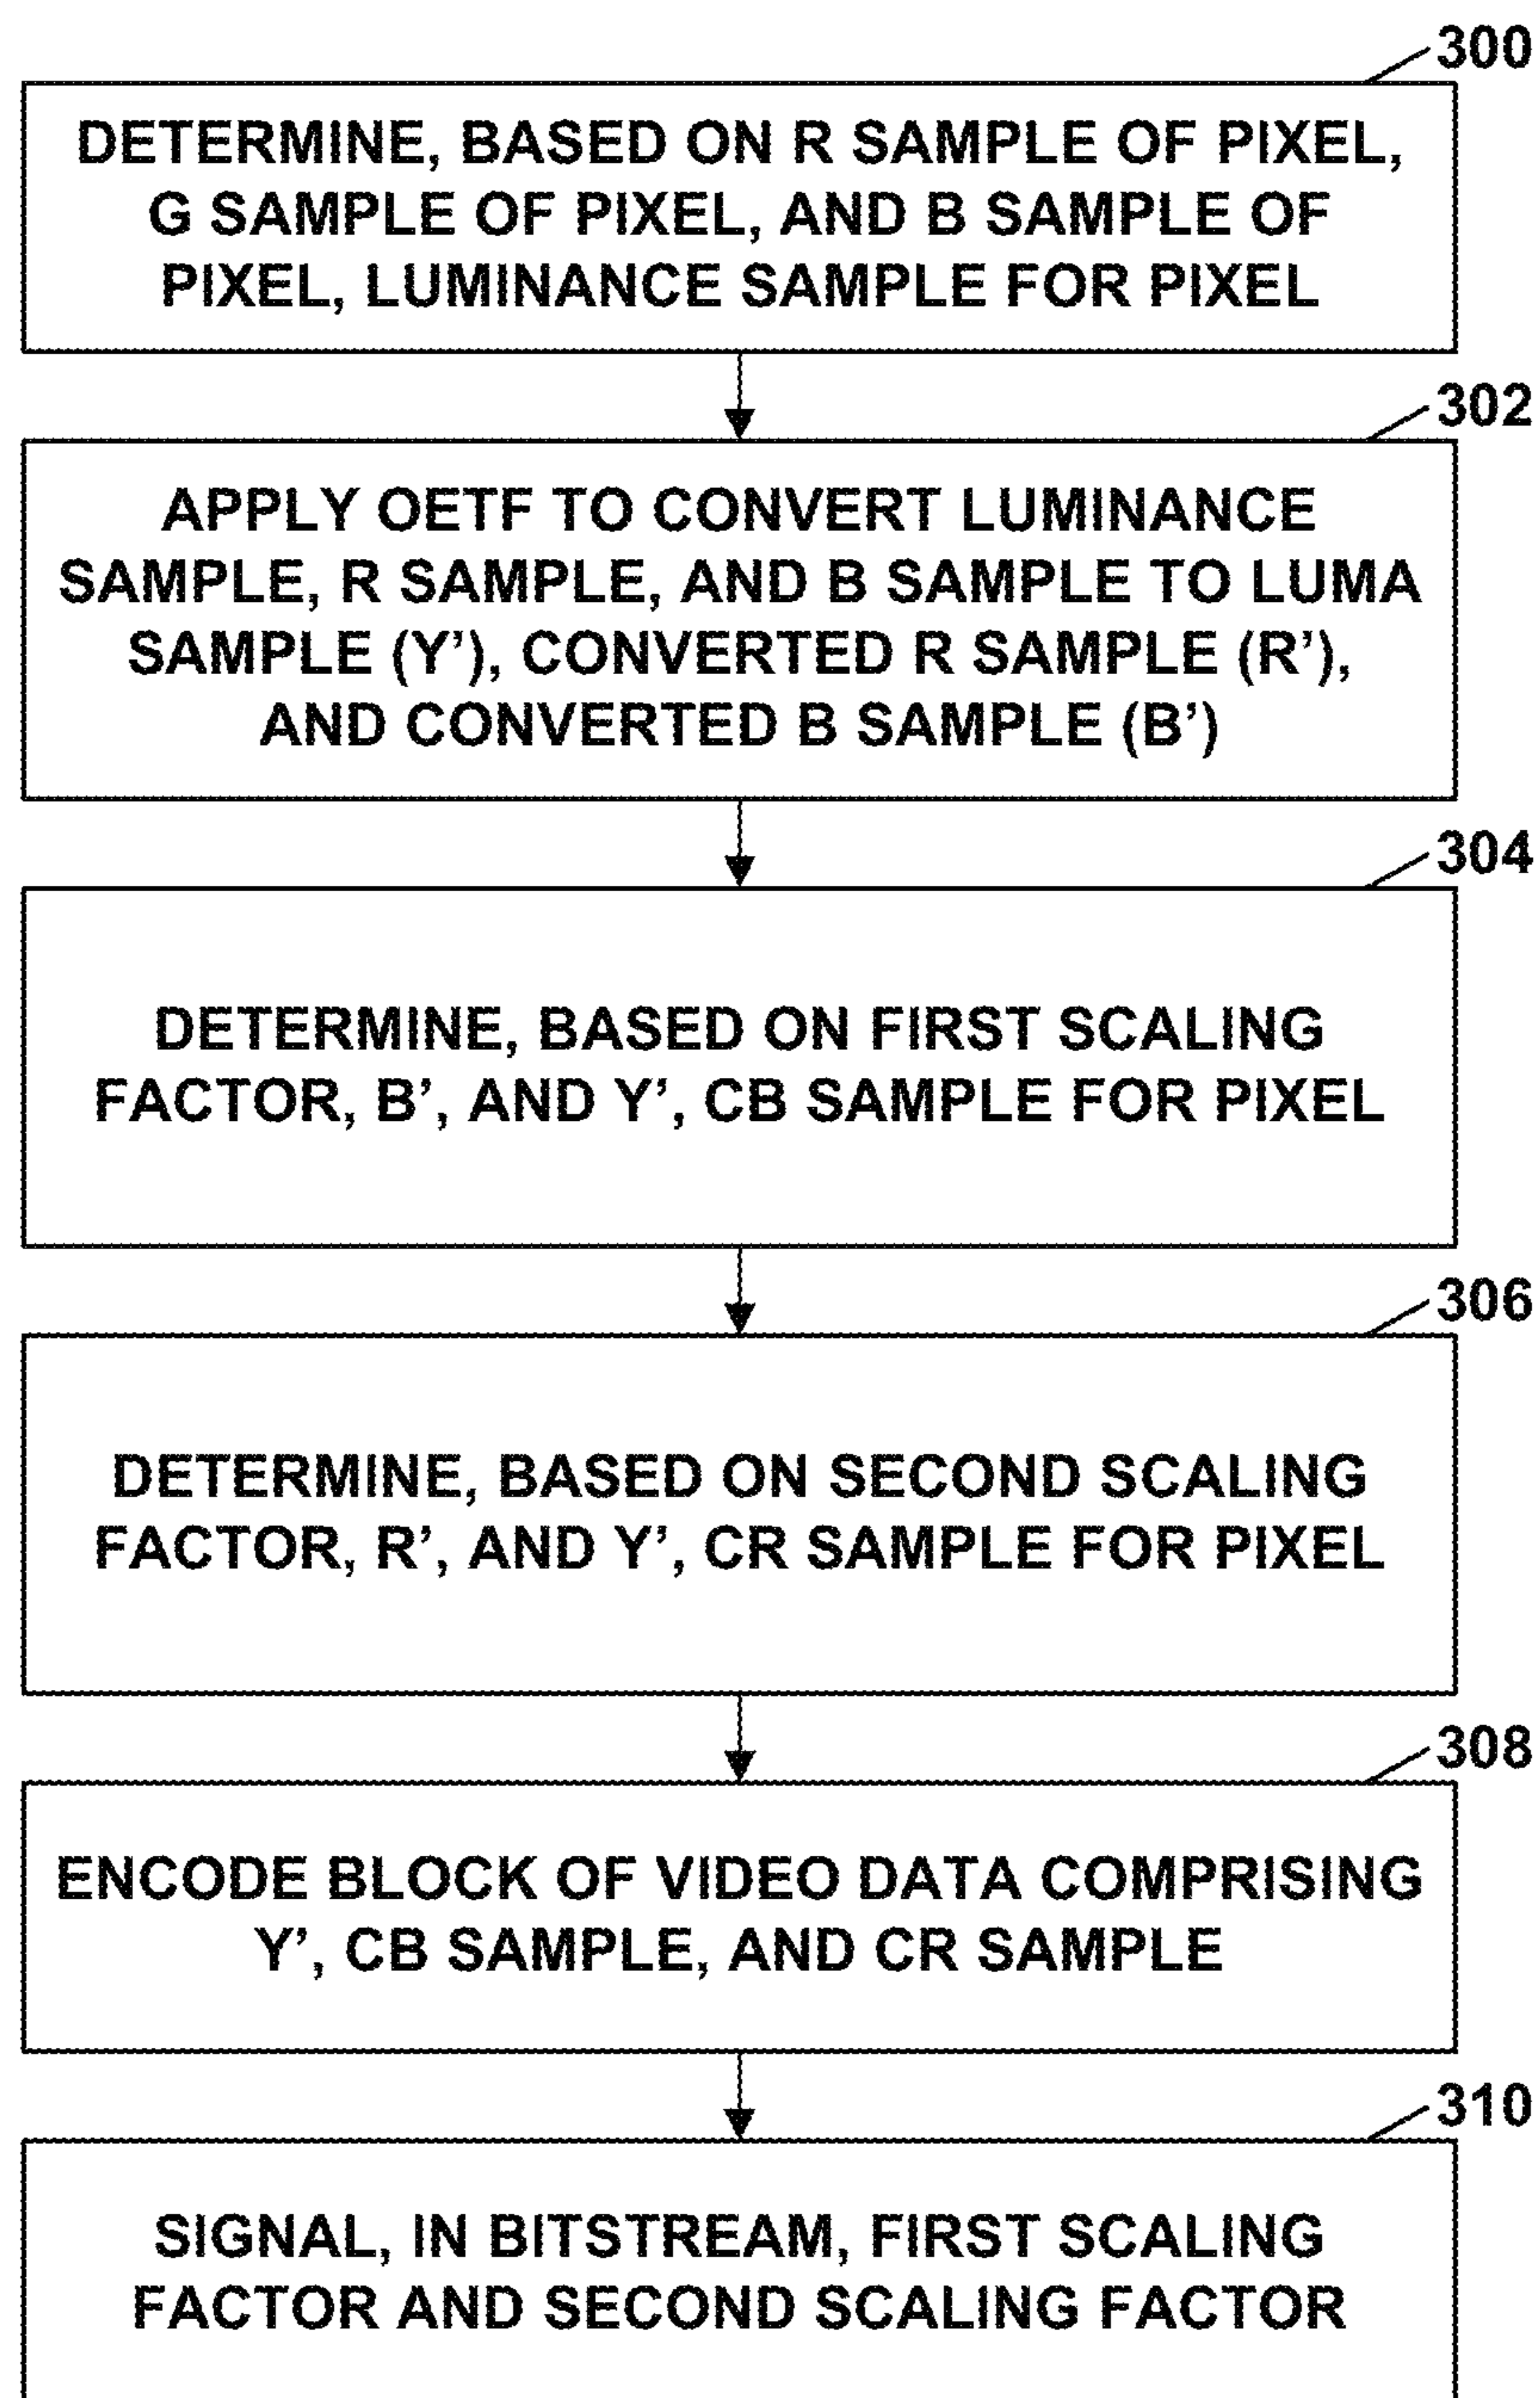 300
DETERMINE, BASED ON R SAMPLE OF PIXEL,
G SAMPLE OF PIXEL, AND B SAMPLE OF
PIXEL, LUMINANCE SAMPLE FOR PIXEL
302
APPLY OETF TO CONVERT LUMINANCE
SAMPLE, R SAMPLE, AND B SAMPLE TO LUMA
SAMPLE (Y’), CONVERTED R SAMPLE (R’),
AND CONVERTED B SAMPLE (B’)
304
DETERMINE, BASED ON FIRST SCALING
FACTOR, B’, AND Y’, CB SAMPLE FOR PIXEL
306
DETERMINE, BASED ON SECOND SCALING
FACTOR, R’, AND Y’, CR SAMPLE FOR PIXEL
308
ENCODE BLOCK OF VIDEO DATA COMPRISING
Y’, CB SAMPLE, AND CR SAMPLE
310
SIGNAL, IN BITSTREAM, FIRST SCALING
FACTOR AND SECOND SCALING FACTOR